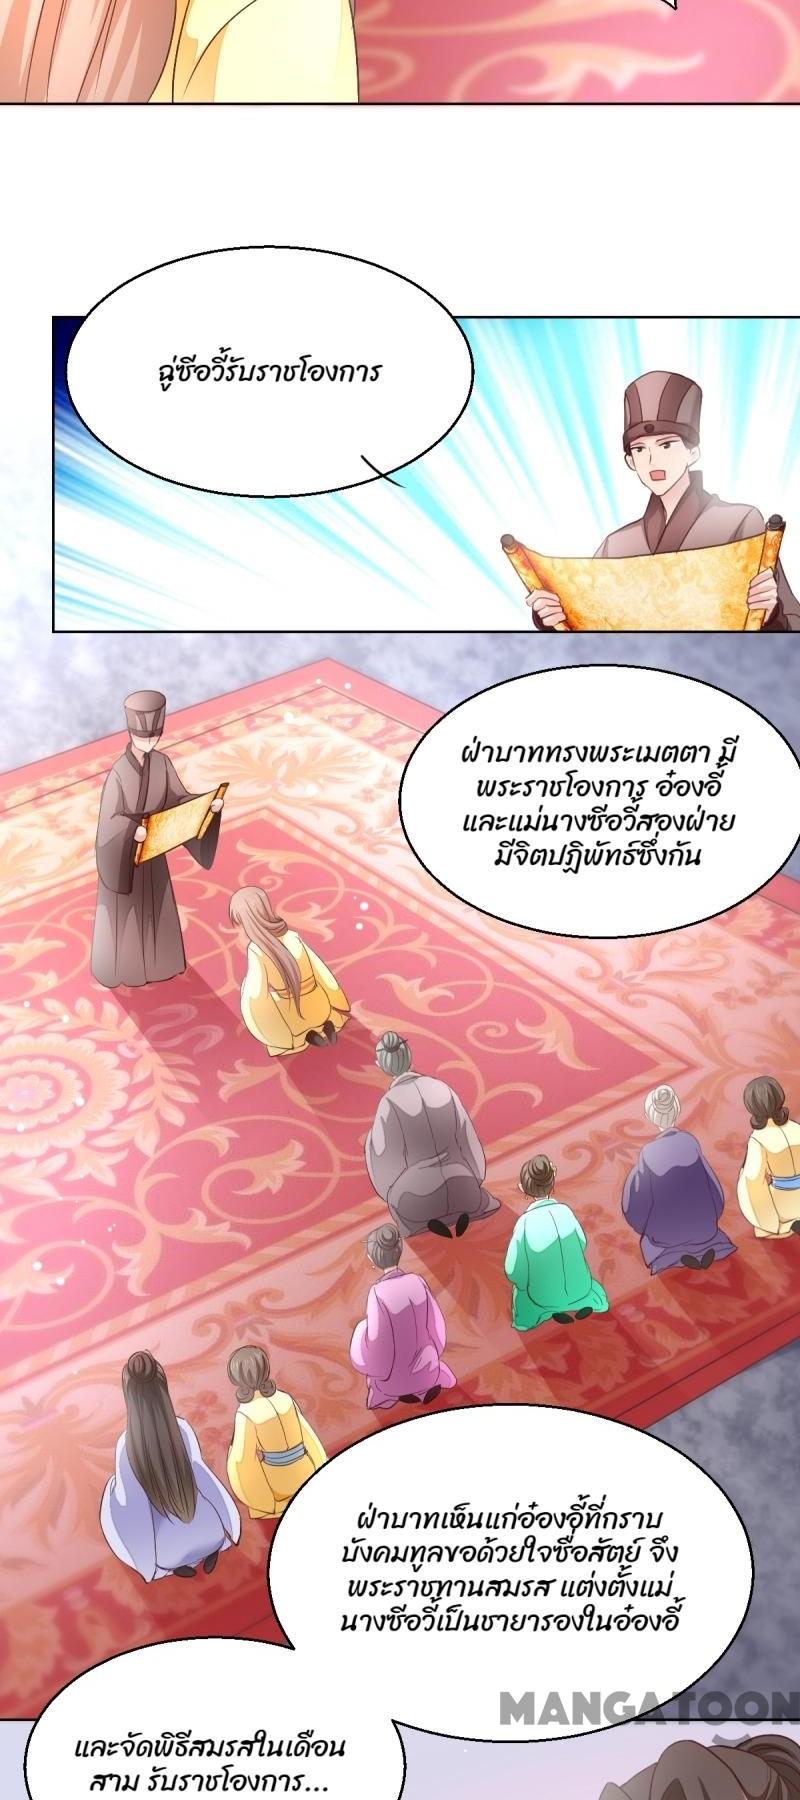 ฉู่ซีอวี้รับราชโองการ
ฝ่าบาททรงพระเมตตา มี
พระราชโองการ อ๋องอี้
และแม่นางซีอวี้สองฝ่าย
มีจิตปฏิพัทธ์ซึ่งกัน
ฝ่าบาทเห็นแก่อ๋องอี้ที่กราบ
บังคมทูลขอด้วยใจซื่อสัตย์ จึง
พระราชทานสมรส แต่งตั้งแม่
นางซีอวี้เป็นชายารองในอ๋องอี้
MANGATOON
และจัดพิธีสมรสในเดือน
สาม รับราชโองการ...